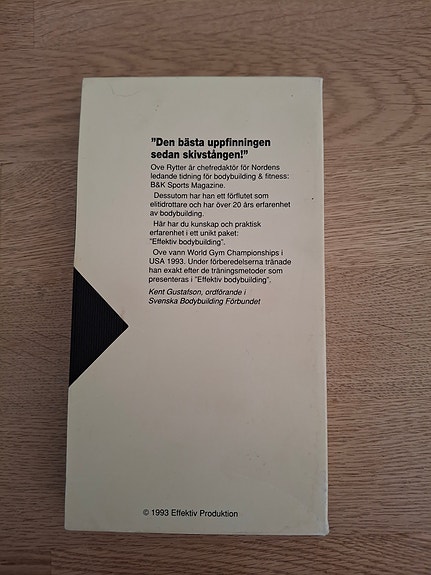 "Den bästa uppfinningen
sedan skivstången!"
Ove Rytter är chefredaktör för Nordens
ledande tidning för bodybuilding & fitness:
B&K Sports Magazine.
Dessutom har han ett förflutet som
elitidrottare och har över 20 års erfarenhet
av bodybuilding.
Här har du kunskap och praktisk
erfarenhet i ett unikt paket:
"Effektiv bodybuilding".
Ove vann World Gym Championships i
USA 1993. Under förberedelserna tränade
han exakt efter de träningsmetoder som
presenteras i "Effektiv bodybuilding".
Kent Gustafson, ordförande i
Svenska Bodybuilding Förbundet
© 1993 Effektiv Produktion